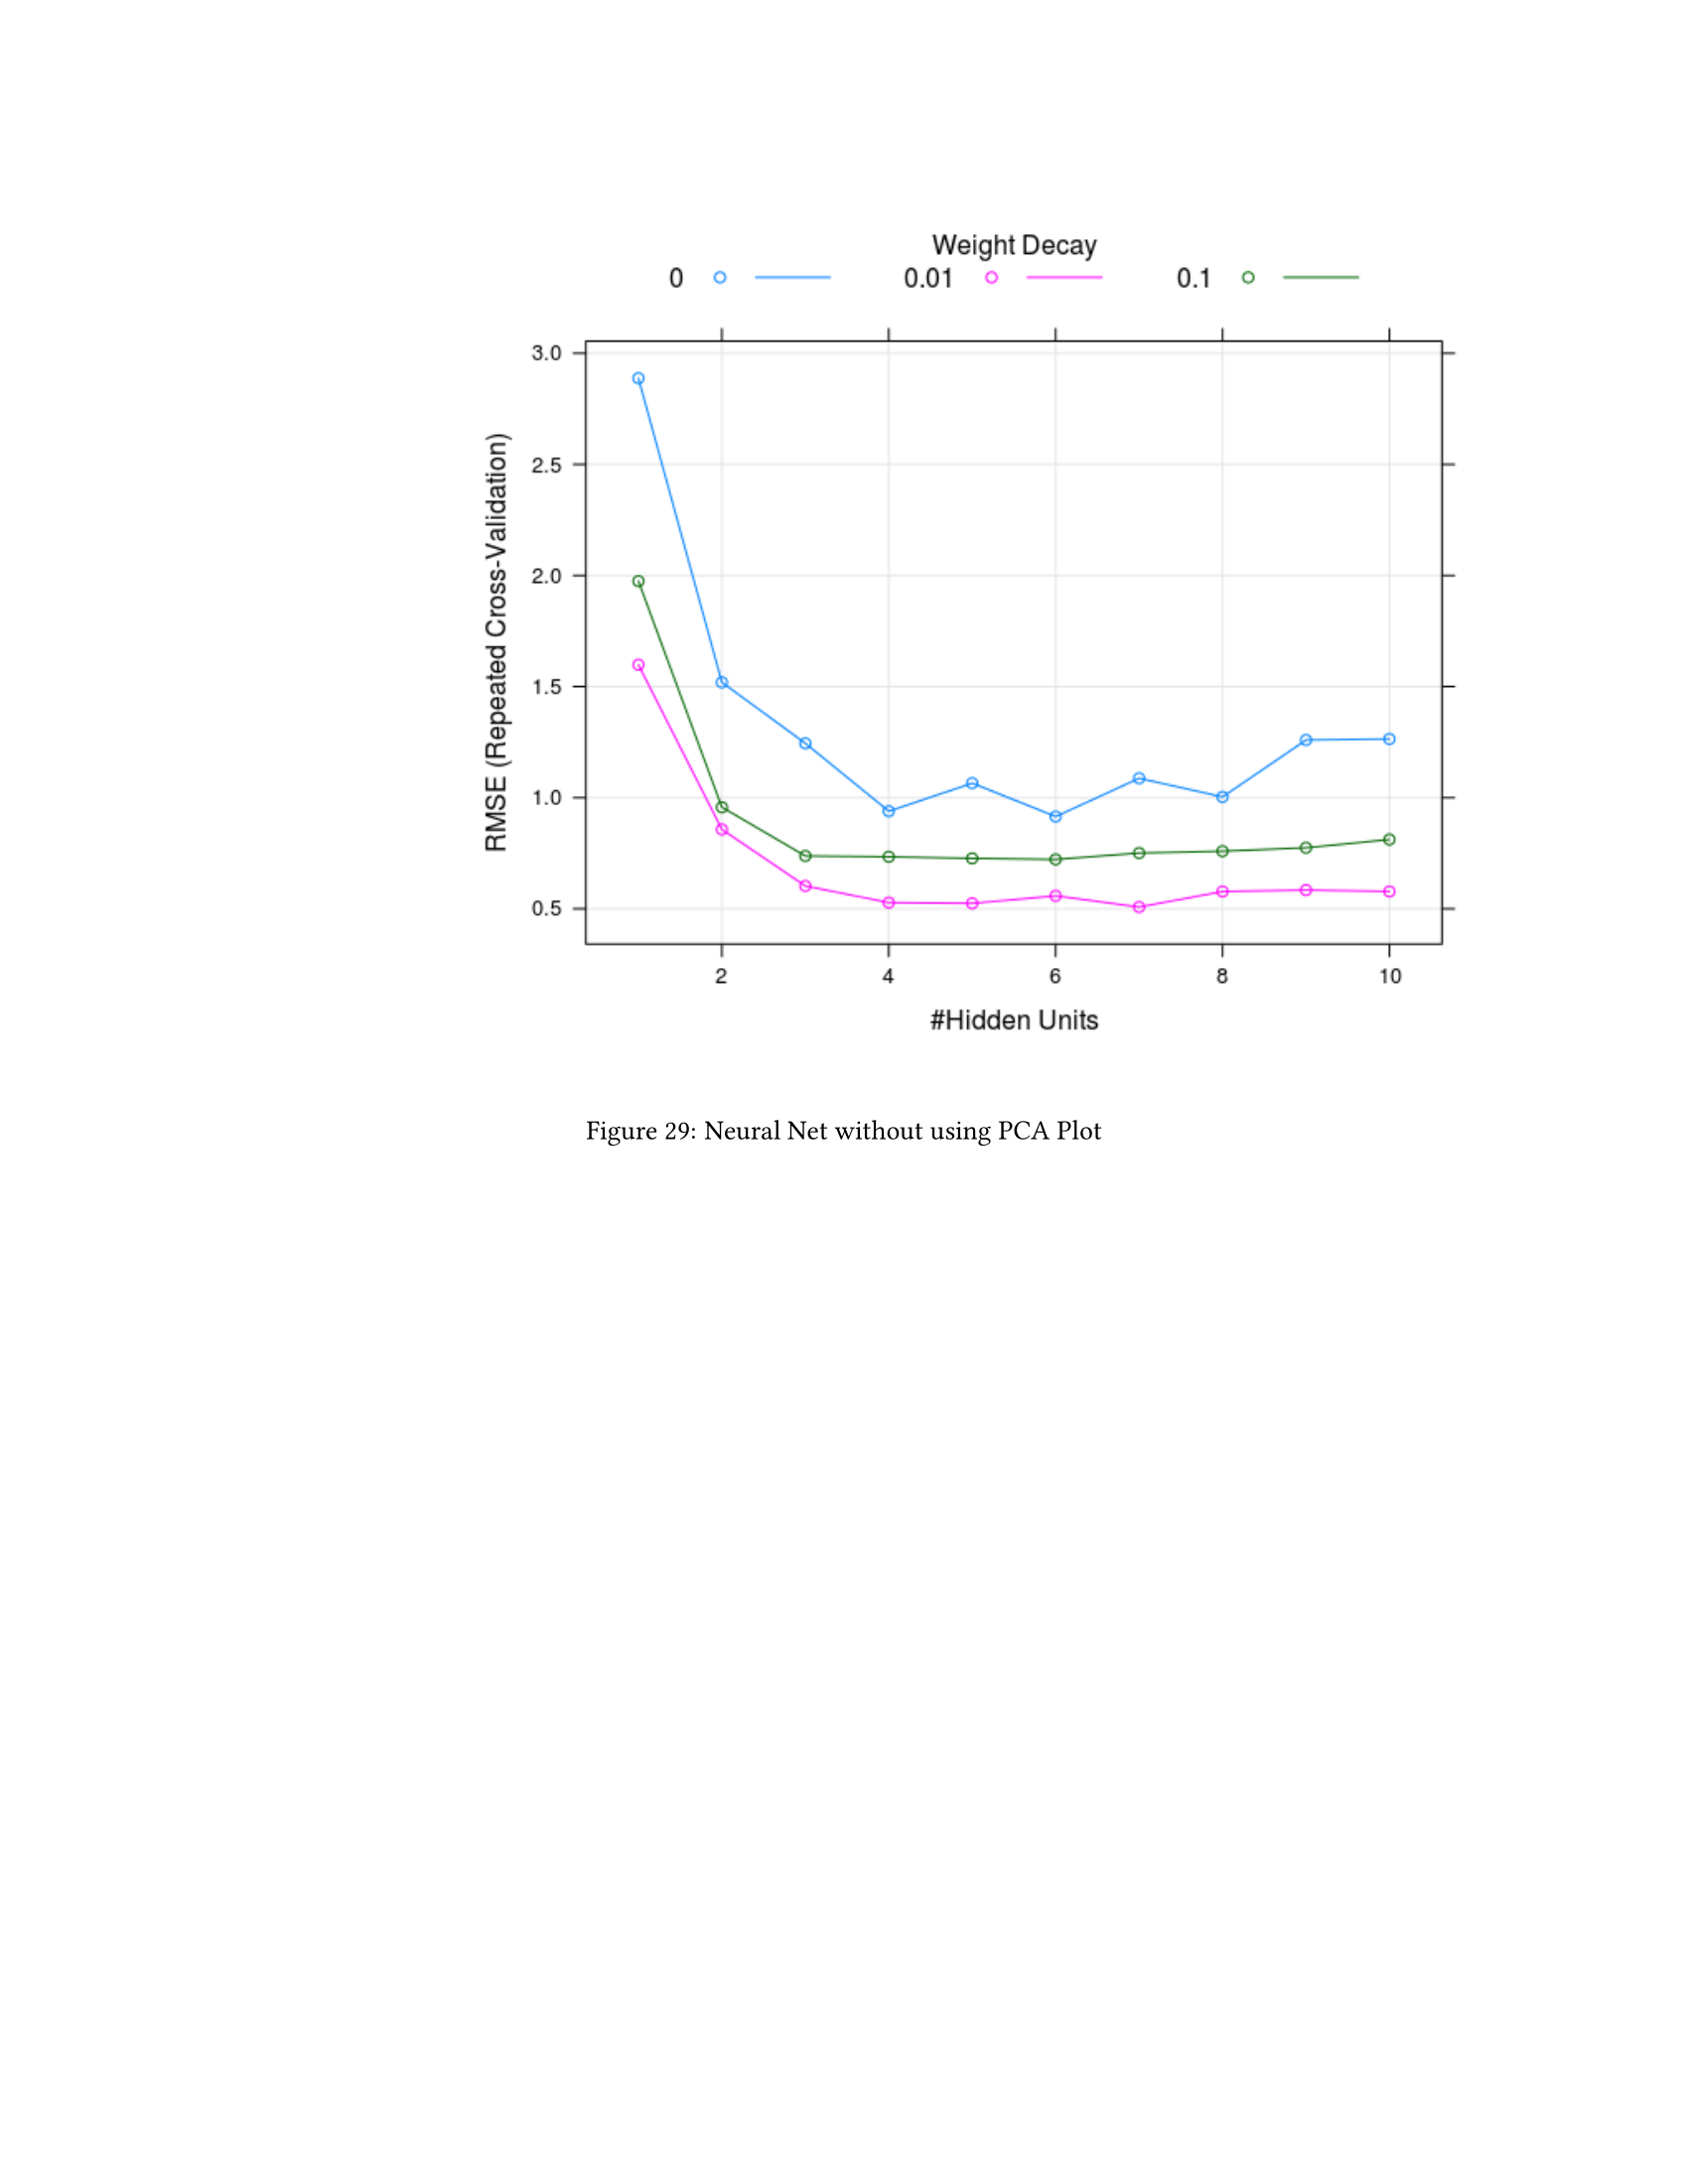 Weight Decay
0 0.01 0.1
3.0
2.5
2.0
1.5
1.0
0.5
RMSE (Repeated Cross-Validation)
2 4 6 8 10
#Hidden Units
Figure 29: Neural Net without using PCA Plot